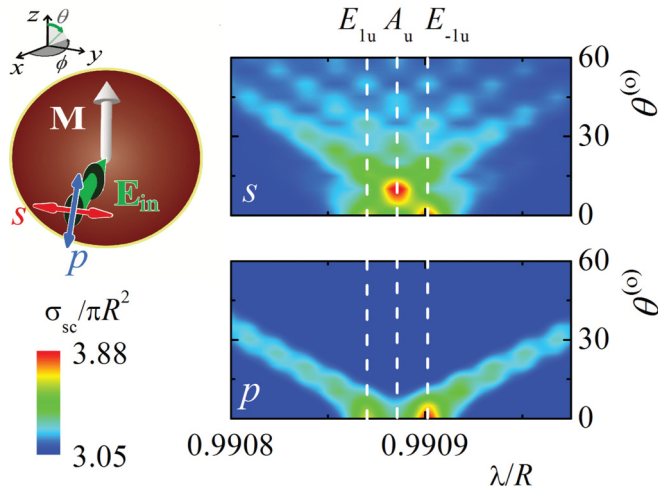 z θ
x y
ϕ
M
E_in
s
p
σ_sc/πR²
3.88
3.05
E_1u A_u E_-1u
60
30
0
θ^(o)
s
60
30
0
θ^(o)
p
0.9908 0.9909
λ/R